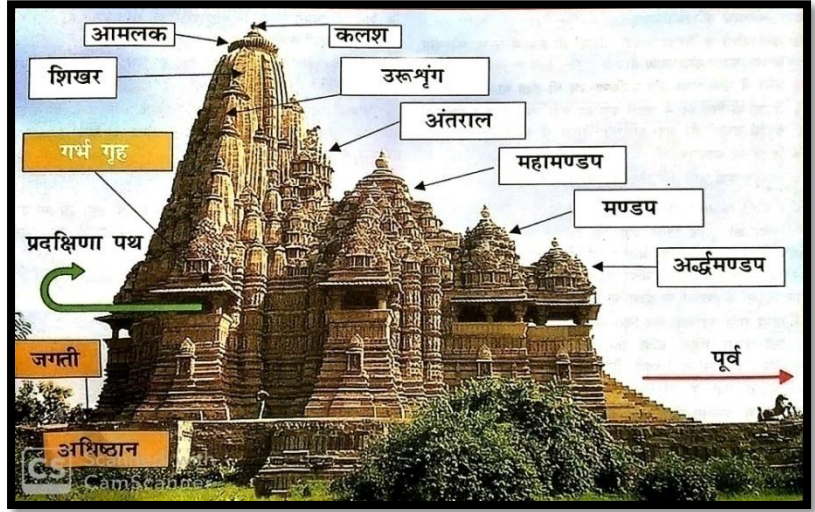 आमलक
कलश
शिखर
उरूशृंग
अंतराल
गर्भ गृह
महामण्डप
मण्डप
प्रदक्षिणा पथ
अर्द्धमण्डप
जगती
पूर्व
अधिष्ठान
CS
CamScanner